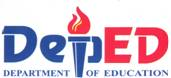 DepED
DEPARTMENT OF EDUCATION